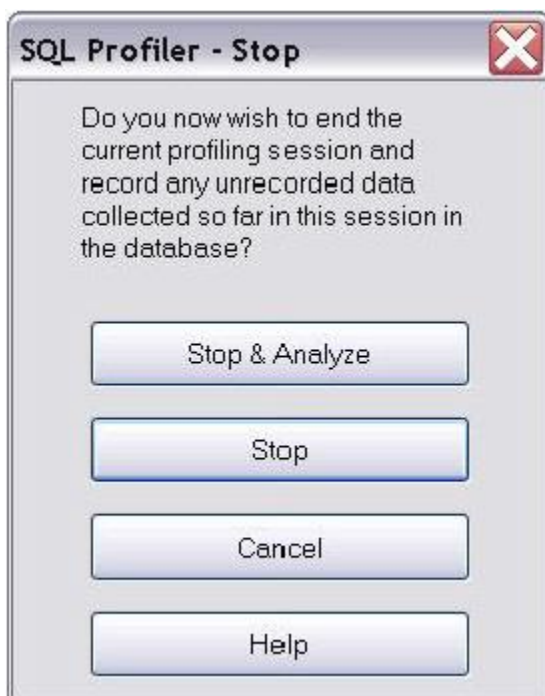 SQL Profiler - Stop
Do you now wish to end the
current profiling session and
record any unrecorded data
collected so far in this session in
the database?
Stop & Analyze
Stop
Cancel
Help